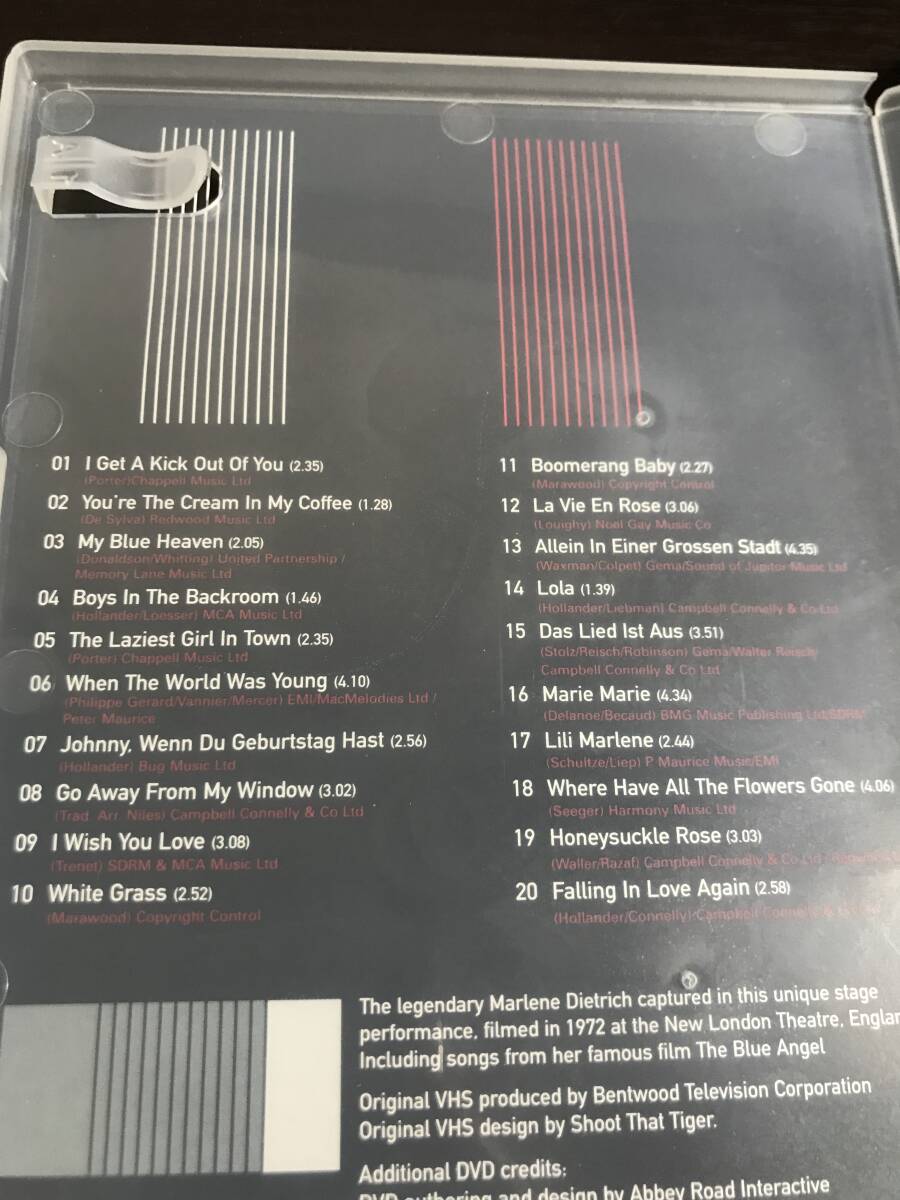 01 I Get A Kick Out Of You (2.35)
(Porter)Chappell Music Ltd
02 You're The Cream In My Coffee (1.28)
(De Sylva) Redwood Music Ltd
03 My Blue Heaven (2.05)
(Donaldson/Whitting) United Partnership /
Memory Lane Music Ltd
04 Boys In The Backroom (1.46)
(Hollander/Loesser) MCA Music Ltd
05 The Laziest Girl In Town (2.35)
(Porter) Chappell Music Ltd
06 When The World Was Young (4.10)
(Philippe Gerard/Vannier/Mercer) EMI/MacMelodies Ltd /
Peter Maurice
07 Johnny, Wenn Du Geburtstag Hast (2.56)
(Hollander) Bug Music Ltd
08 Go Away From My Window (3.02)
(Trad. Arr. Niles) Campbell Connelly & Co Ltd
09 I Wish You Love (3.08)
(Trenet) SDRM & MCA Music Ltd
10 White Grass (2.52)
(Marawood) Copyright Control
11 Boomerang Baby (2.27)
(Marawood) Copyright Control
12 La Vie En Rose (3.06)
(Louighy) Noel Gay Music Co
13 Allein In Einer Grossen Stadt (4.35)
(Waxman/Colpet) Gema/Sound of Jupitor Music Ltd
14 Lola (1.39)
(Hollander/Liebman) Campbell Connelly & Co Ltd
15 Das Lied Ist Aus (3.51)
(Stolz/Reisch/Robinson) Gema/Walter Reisch/
Campbell Connelly & Co Ltd
16 Marie Marie (4.34)
(Delanoe/Becaud) BMG Music Publishing Ltd/SDRM
17 Lili Marlene (2.44)
(Schultze/Liep) P Maurice Music/EMI
18 Where Have All The Flowers Gone (4.06)
(Seeger) Harmony Music Ltd
19 Honeysuckle Rose (3.03)
(Waller/Razaf) Campbell Connelly & Co Ltd
20 Falling In Love Again (2.58)
(Hollander/Connelly) Campbell Connelly &
The legendary Marlene Dietrich captured in this unique stage
performance, filmed in 1972 at the New London Theatre, Englan
Including songs from her famous film The Blue Angel
Original VHS produced by Bentwood Television Corporation
Original VHS design by Shoot That Tiger.
Additional DVD credits:
DVD authoring and design by Abbey Road Interactive